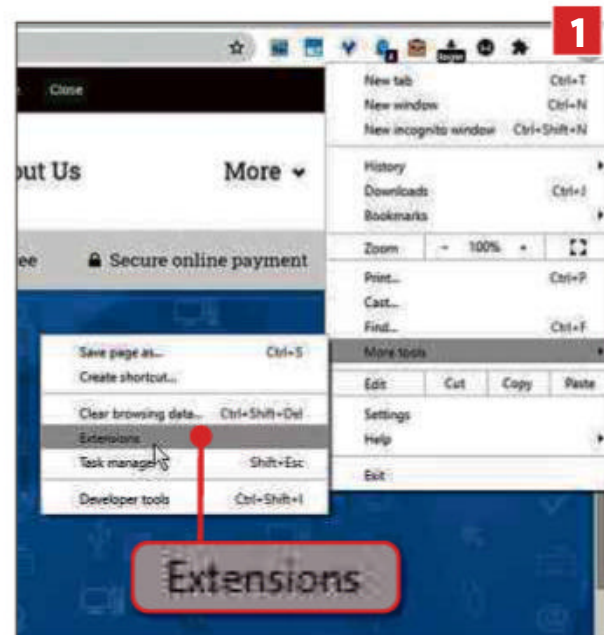 1
Close
out Us
More
ee
Secure online payment
New tab Ctrl+T
New window Ctrl+N
New incognito window Ctrl+Shift+N
History
Downloads Ctrl+J
Bookmarks
Zoom - 100% +
Print... Ctrl+P
Cast...
Find... Ctrl+F
More tools
Edit Cut Copy Paste
Settings
Help
Exit
Save page as... Ctrl+S
Create shortcut...
Clear browsing data... Ctrl+Shift+Del
Extensions
Task manager Shift+Esc
Developer tools Ctrl+Shift+I
Extensions